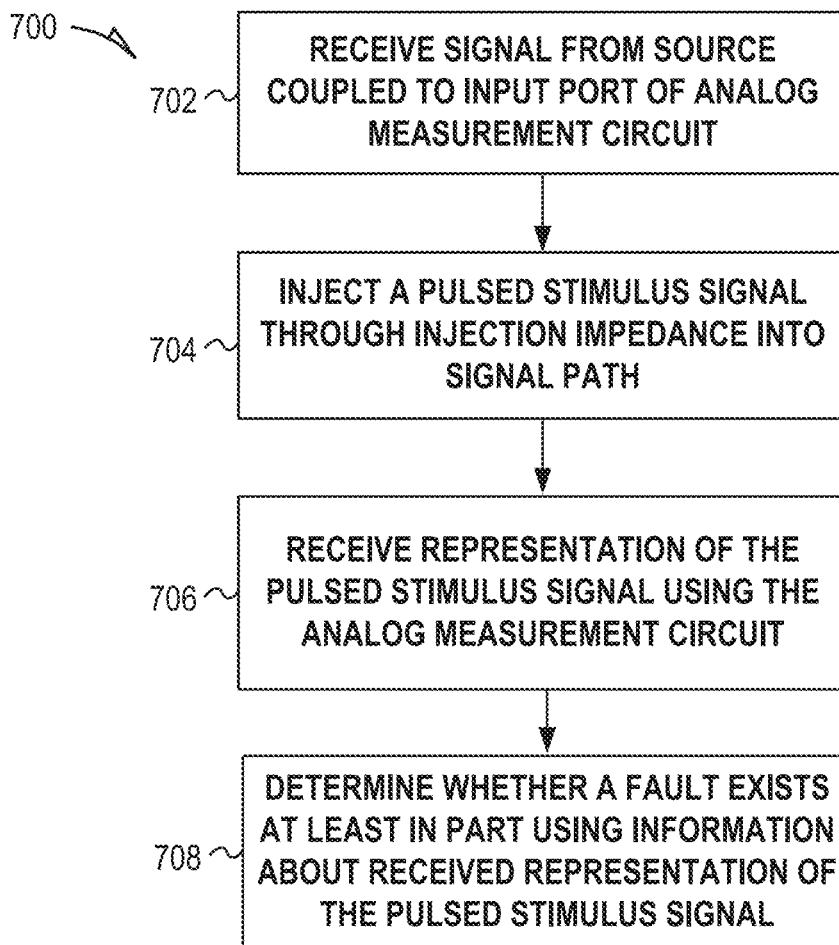 700
702
RECEIVE SIGNAL FROM SOURCE
COUPLED TO INPUT PORT OF ANALOG
MEASUREMENT CIRCUIT
704
INJECT A PULSED STIMULUS SIGNAL
THROUGH INJECTION IMPEDANCE INTO
SIGNAL PATH
706
RECEIVE REPRESENTATION OF THE
PULSED STIMULUS SIGNAL USING THE
ANALOG MEASUREMENT CIRCUIT
708
DETERMINE WHETHER A FAULT EXISTS
AT LEAST IN PART USING INFORMATION
ABOUT RECEIVED REPRESENTATION OF
THE PULSED STIMULUS SIGNAL